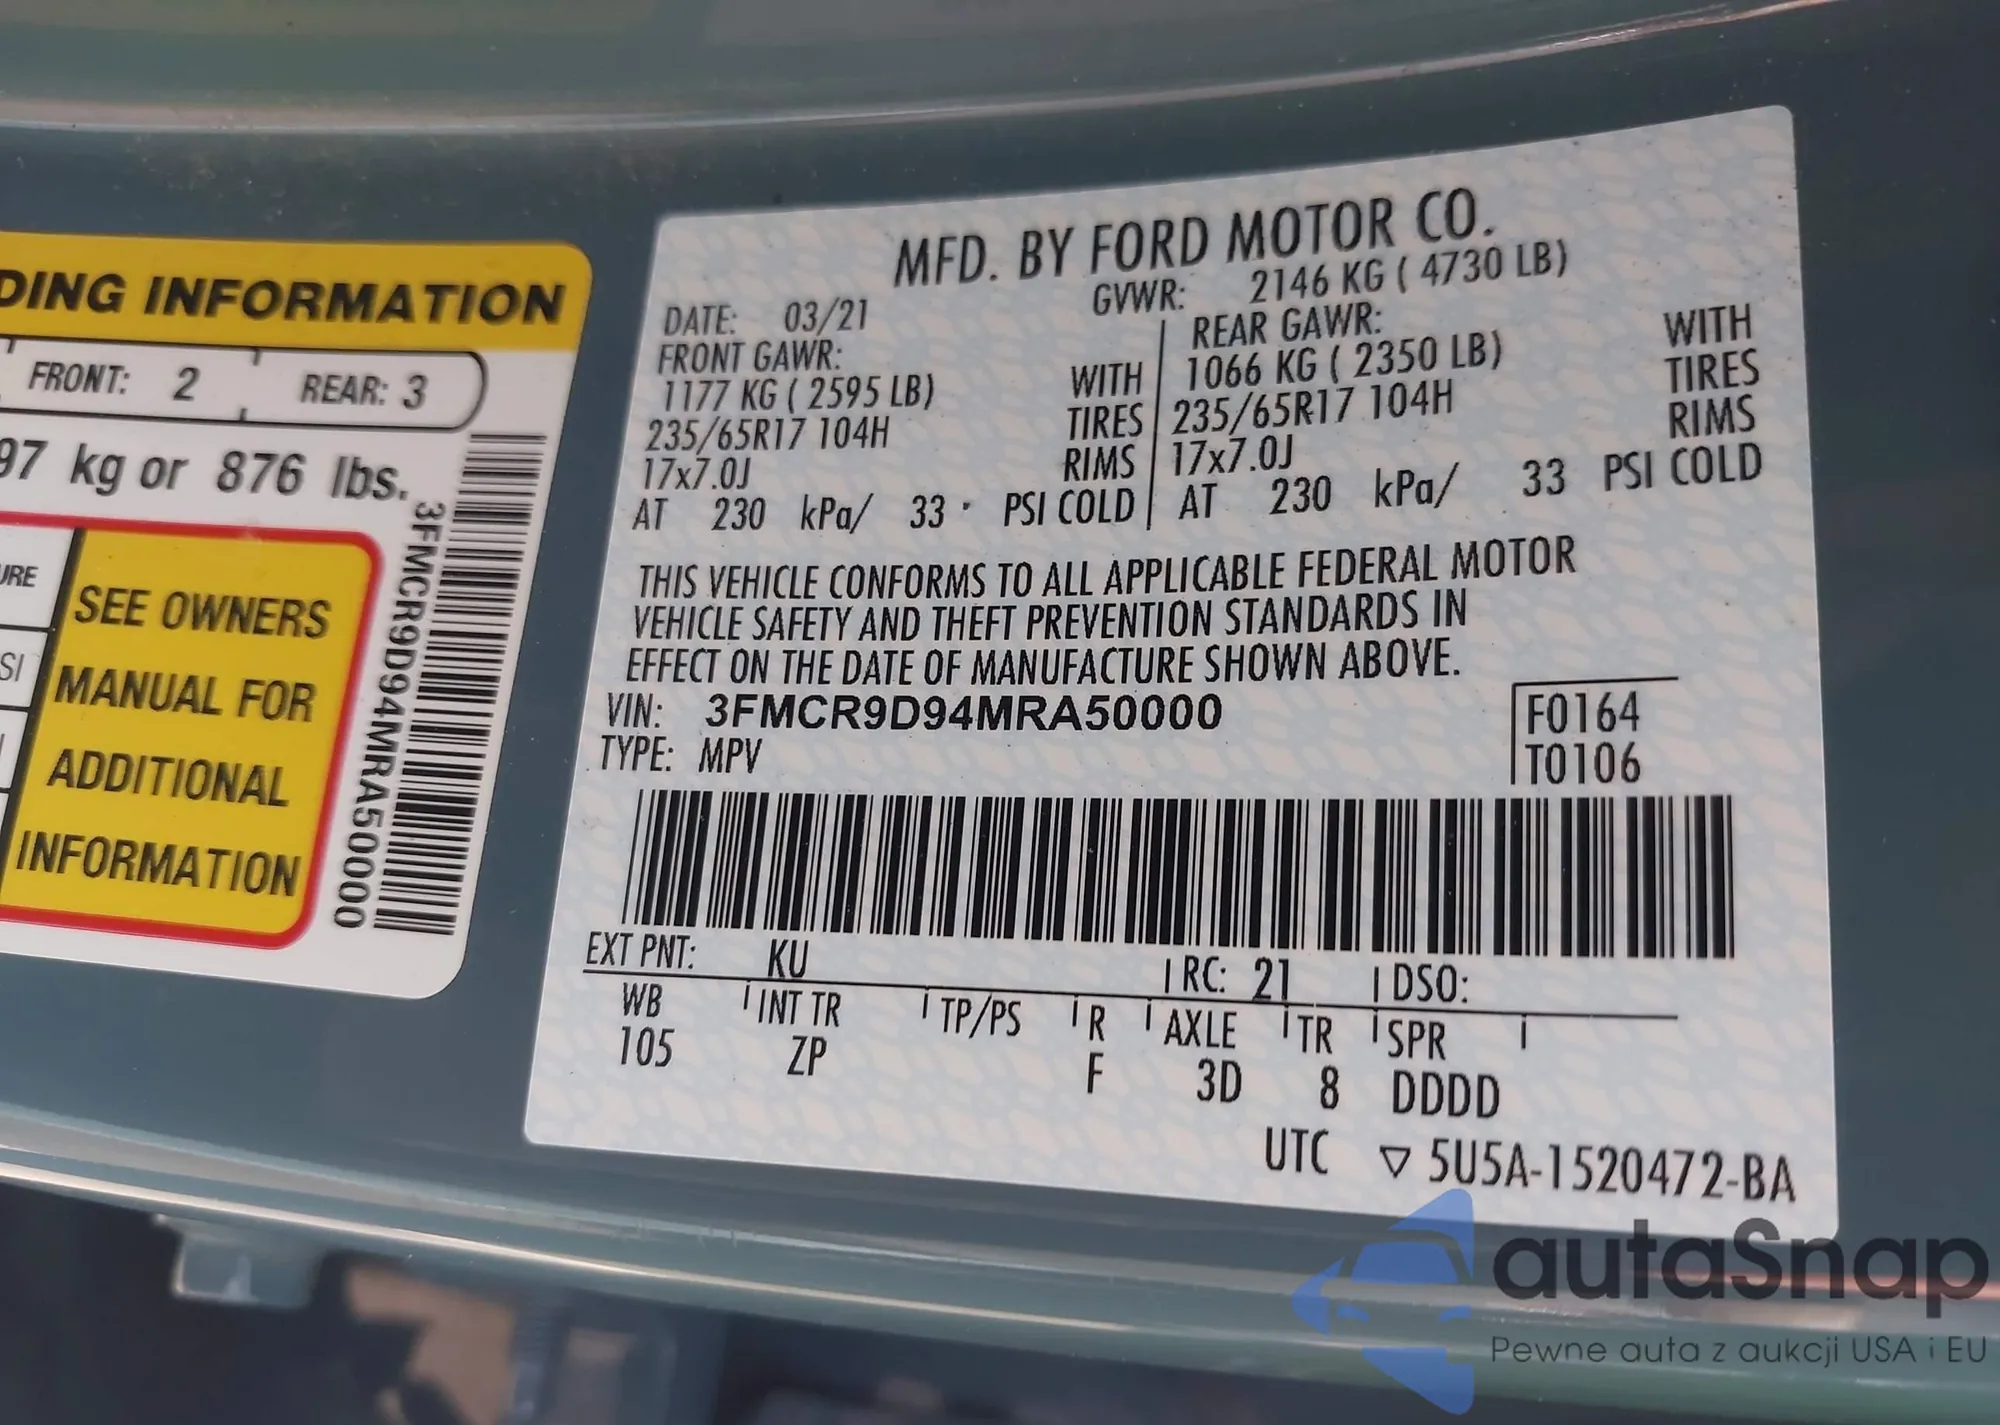 DING INFORMATION
FRONT: 2 REAR: 3
97 kg or 876 lbs.
URE
SI
SEE OWNERS
MANUAL FOR
ADDITIONAL
INFORMATION
3FMCR9D94MRA50000
MFD. BY FORD MOTOR CO.
DATE: 03/21 GVWR: 2146 KG ( 4730 LB)
FRONT GAWR: REAR GAWR:
1177 KG ( 2595 LB) WITH 1066 KG ( 2350 LB) WITH
235/65R17 104H TIRES 235/65R17 104H TIRES
17x7.0J RIMS 17x7.0J RIMS
AT 230 kPa/ 33 PSI COLD AT 230 kPa/ 33 PSI COLD
THIS VEHICLE CONFORMS TO ALL APPLICABLE FEDERAL MOTOR
VEHICLE SAFETY AND THEFT PREVENTION STANDARDS IN
EFFECT ON THE DATE OF MANUFACTURE SHOWN ABOVE.
VIN: 3FMCR9D94MRA50000 F0164
TYPE: MPV T0106
EXT PNT: KU RC: 21 DSO:
WB INT TR TP/PS R AXLE TR SPR
105 ZP F 3D 8 DDDD
UTC ▽ 5U5A-1520472-BA
autaSnap
Pewne auta z aukcji USA i EU